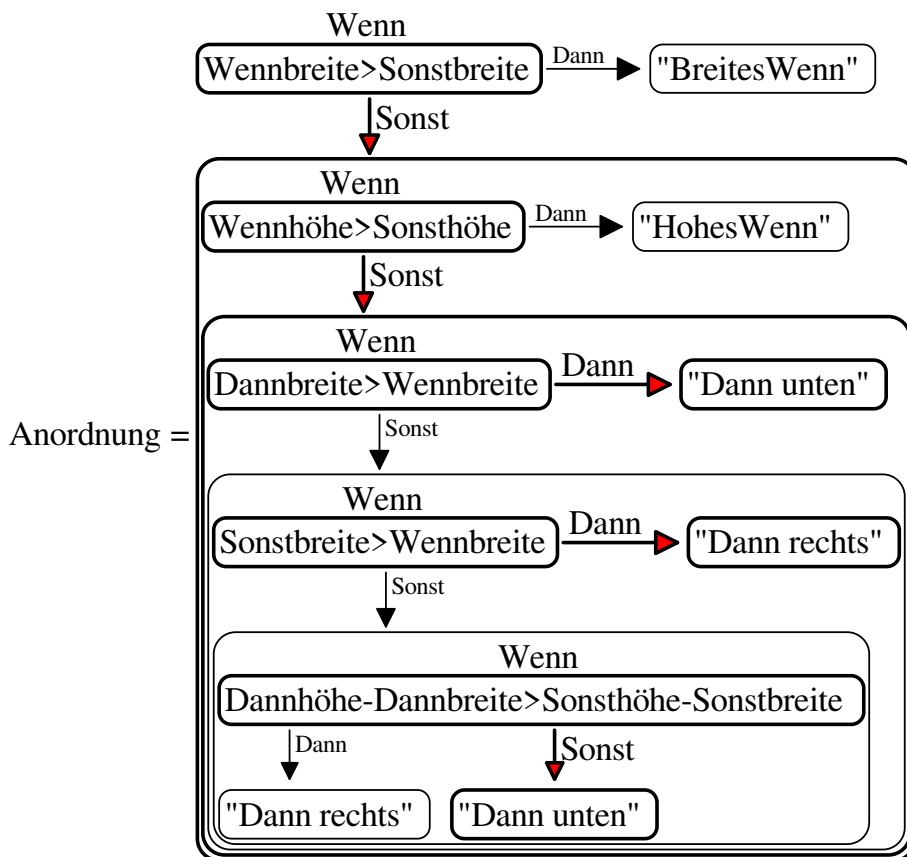 Wenn
Wennbreite>Sonstbreite Dann "BreitesWenn"
Sonst
Wenn
Wennhöhe>Sonsthöhe Dann "HohesWenn"
Sonst
Wenn
Dannbreite>Wennbreite Dann "Dann unten"
Anordnung =
Sonst
Wenn
Sonstbreite>Wennbreite Dann "Dann rechts"
Sonst
Wenn
Dannhöhe-Dannbreite>Sonsthöhe-Sonstbreite
Dann Sonst
"Dann rechts" "Dann unten"